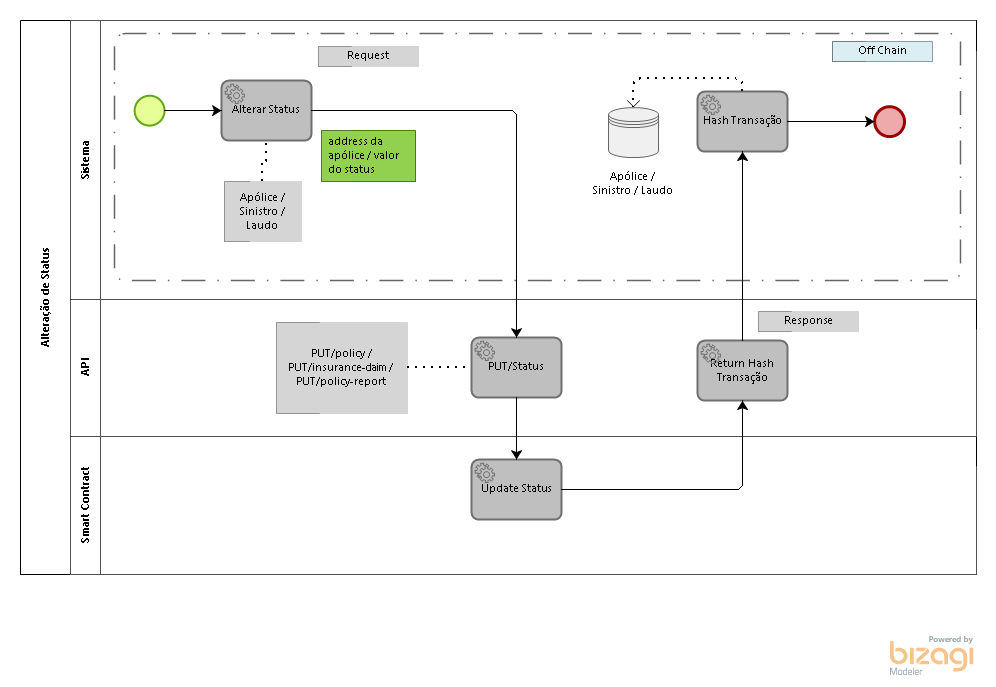 Alteração de Status
Sistema
Request
Off Chain
Alterar Status
address da
apólice / valor
do status
Apólice /
Sinistro /
Laudo
Hash Transação
Apólice /
Sinistro / Laudo
API
PUT/policy /
PUT/insurance-claim /
PUT/policy-report
PUT/Status
Response
Return Hash
Transação
Smart Contract
Update Status
Powered by
bizagi
Modeler